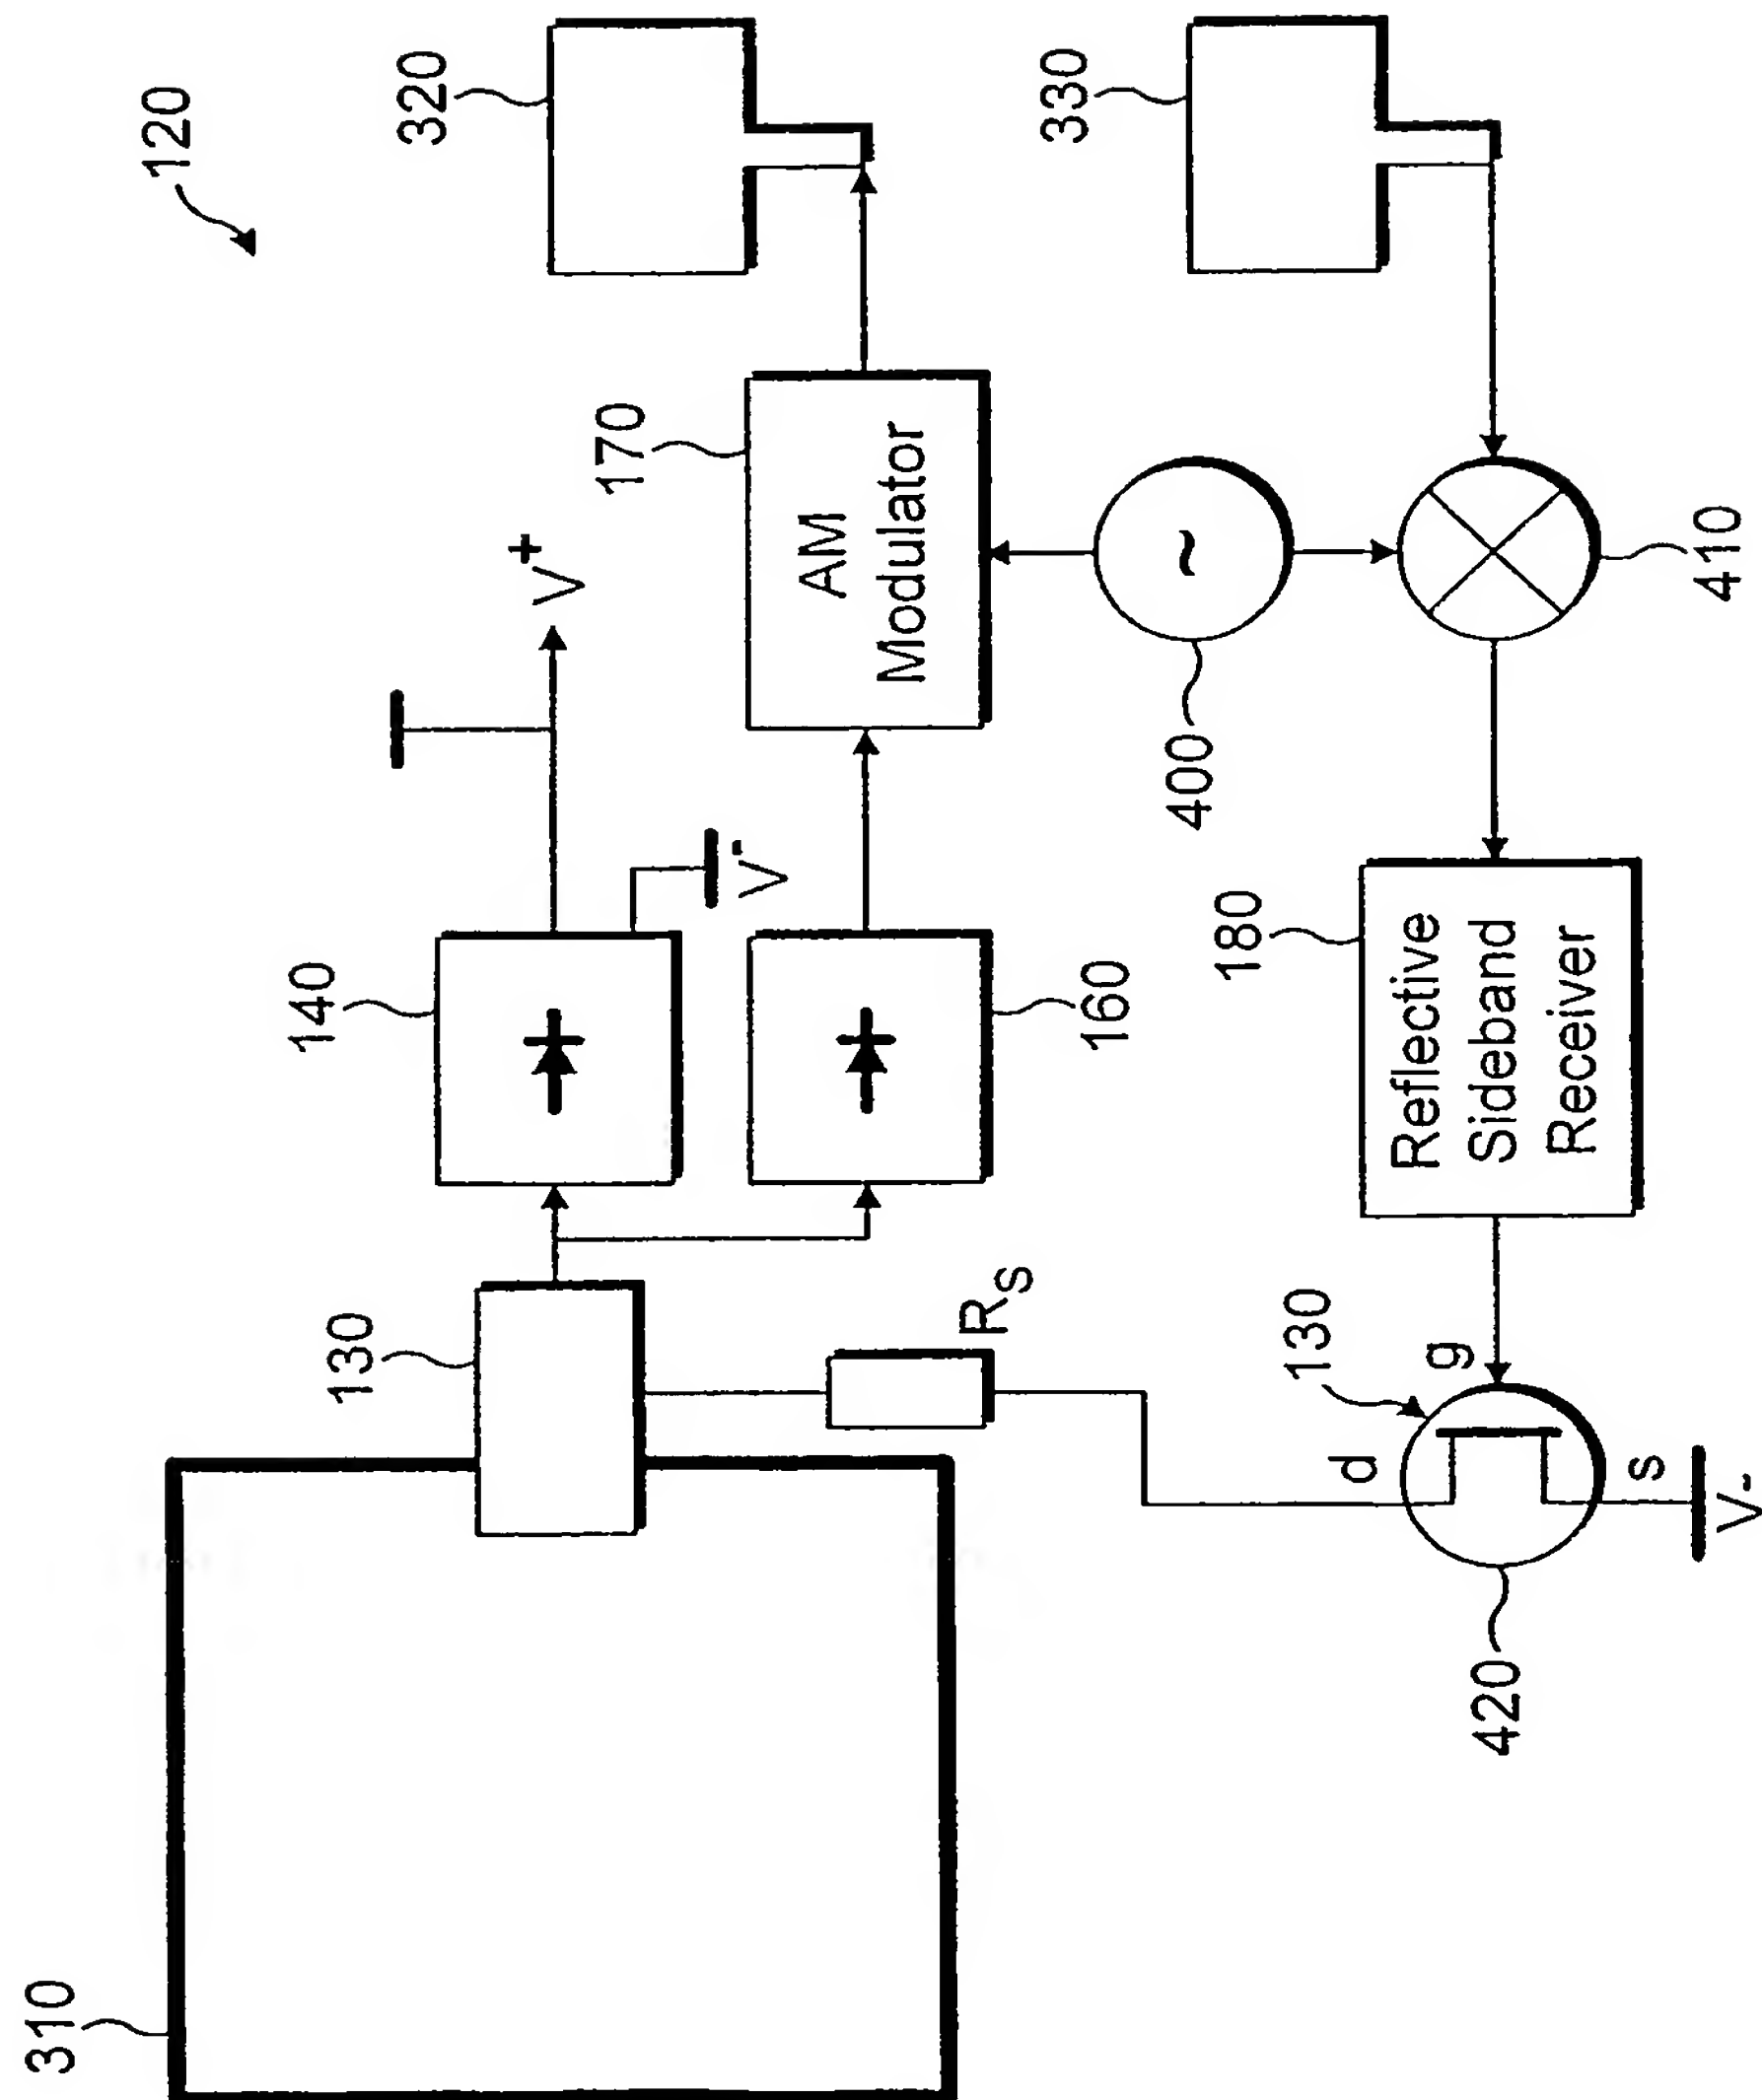 120
320
330
170
AM
Modulator
V+
400
410
140
V-
160
180
Reflective
Sideband
Receiver
130
Rs
130
g
d
s
V-
420
310